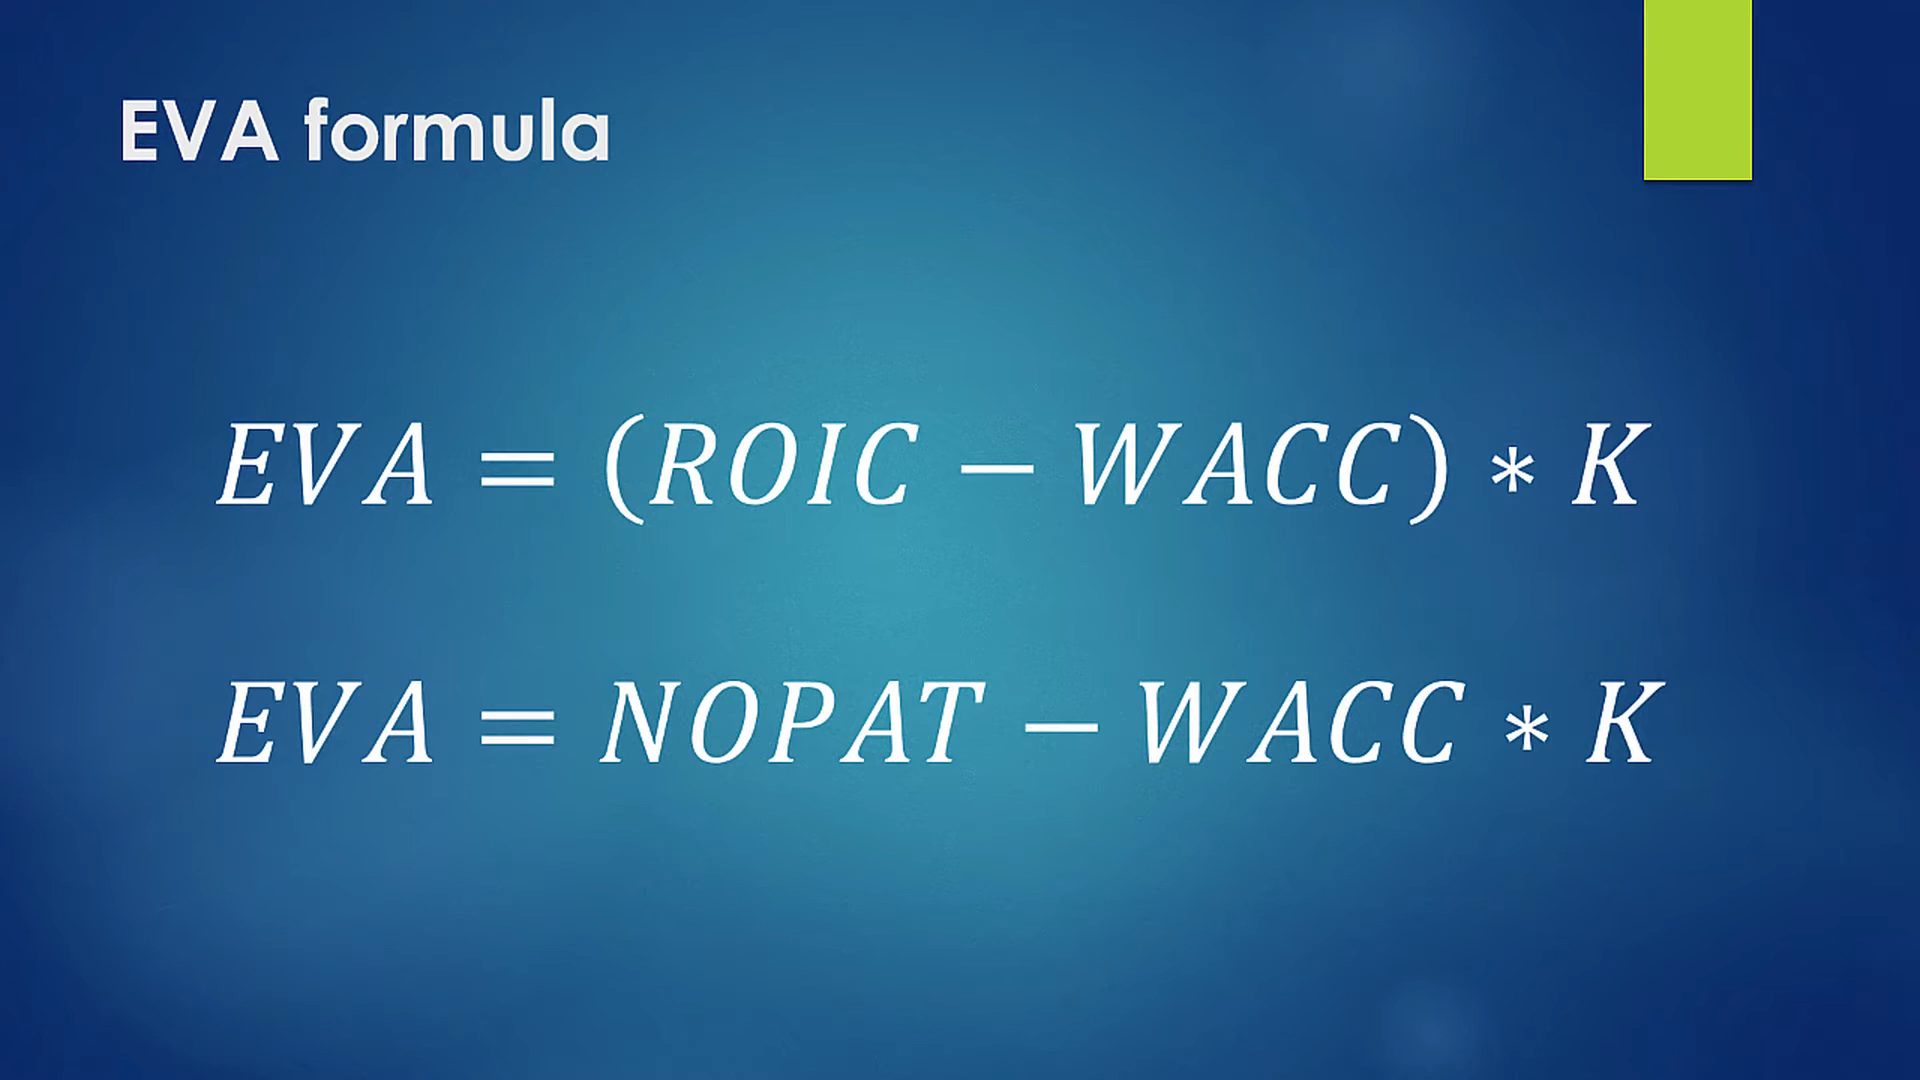 EVA formula
EVA = (ROIC − WACC) ∗ K
EVA = NOPAT − WACC ∗ K